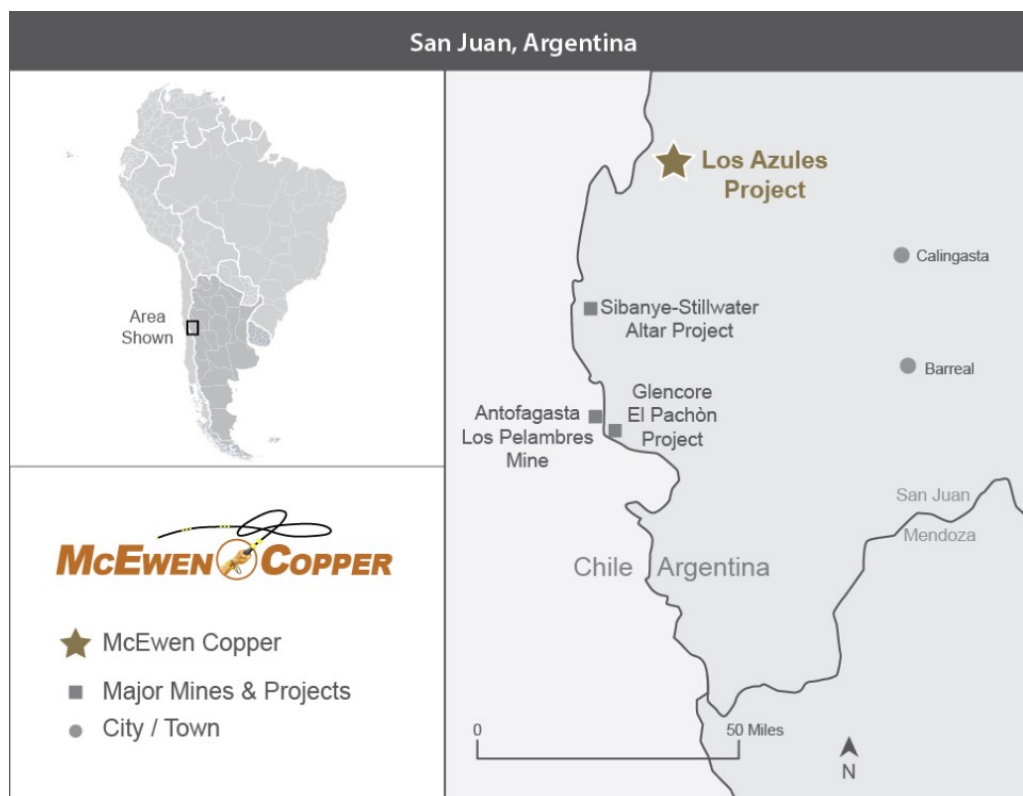 San Juan, Argentina
Area
Shown
McEwen Copper
McEwen Copper
Major Mines & Projects
City / Town
Los Azules
Project
Calingasta
Sibanye-Stillwater
Altar Project
Barreal
Glencore
El Pachòn
Project
Antofagasta
Los Pelambres
Mine
San Juan
Mendoza
Chile
Argentina
0
50 Miles
N